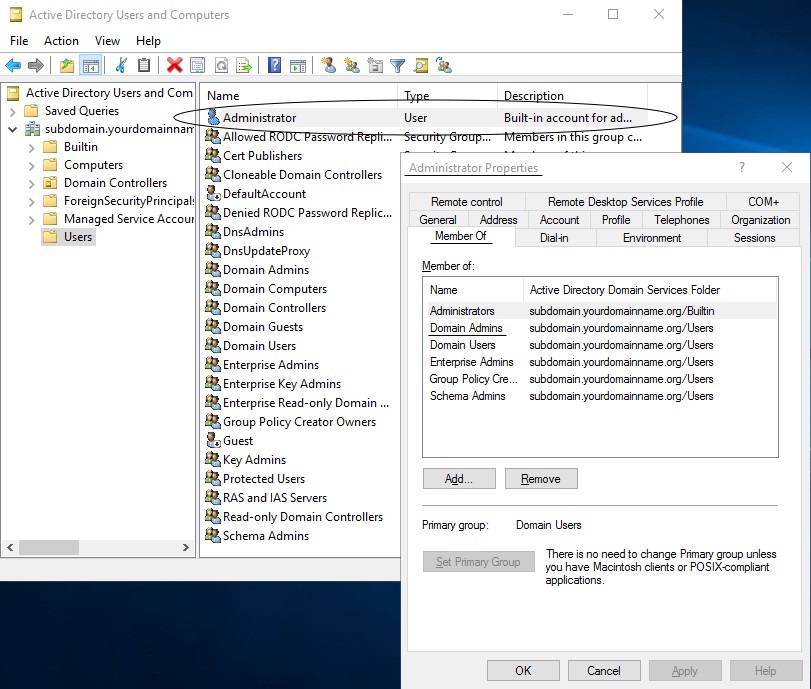 Active Directory Users and Computers
File Action View Help
Active Directory Users and Com
Saved Queries
subdomain.yourdomainnam
Builtin
Computers
Domain Controllers
ForeignSecurityPrincipals
Managed Service Accour
Users
Name Type Description
Administrator User Built-in account for ad...
Allowed RODC Password Repli... Security Group... Members in this group c...
Cert Publishers
Cloneable Domain Controllers
DefaultAccount
Denied RODC Password Replic...
DnsAdmins
DnsUpdateProxy
Domain Admins
Domain Computers
Domain Controllers
Domain Guests
Domain Users
Enterprise Admins
Enterprise Key Admins
Enterprise Read-only Domain ...
Group Policy Creator Owners
Guest
Key Admins
Protected Users
RAS and IAS Servers
Read-only Domain Controllers
Schema Admins
Administrator Properties
Remote control Remote Desktop Services Profile COM+
General Address Account Profile Telephones Organization
Member Of Dial-in Environment Sessions
Member of:
Name Active Directory Domain Services Folder
Administrators subdomain.yourdomainname.org/Builtin
Domain Admins subdomain.yourdomainname.org/Users
Domain Users subdomain.yourdomainname.org/Users
Enterprise Admins subdomain.yourdomainname.org/Users
Group Policy Cre... subdomain.yourdomainname.org/Users
Schema Admins subdomain.yourdomainname.org/Users
Add... Remove
Primary group: Domain Users
Set Primary Group
There is no need to change Primary group unless
you have Macintosh clients or POSIX-compliant
applications.
OK Cancel Apply Help